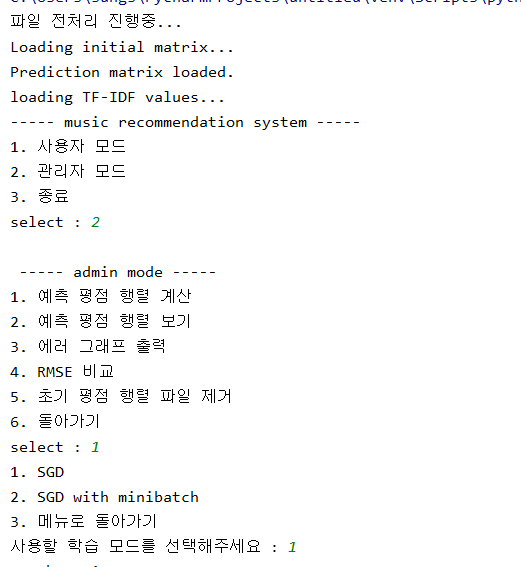 파일 전처리 진행중...
Loading initial matrix...
Prediction matrix loaded.
loading TF-IDF values...
----- music recommendation system -----
1. 사용자 모드
2. 관리자 모드
3. 종료
select : 2
----- admin mode -----
1. 예측 평점 행렬 계산
2. 예측 평점 행렬 보기
3. 에러 그래프 출력
4. RMSE 비교
5. 초기 평점 행렬 파일 제거
6. 돌아가기
select : 1
1. SGD
2. SGD with minibatch
3. 메뉴로 돌아가기
사용할 학습 모드를 선택해주세요 : 1